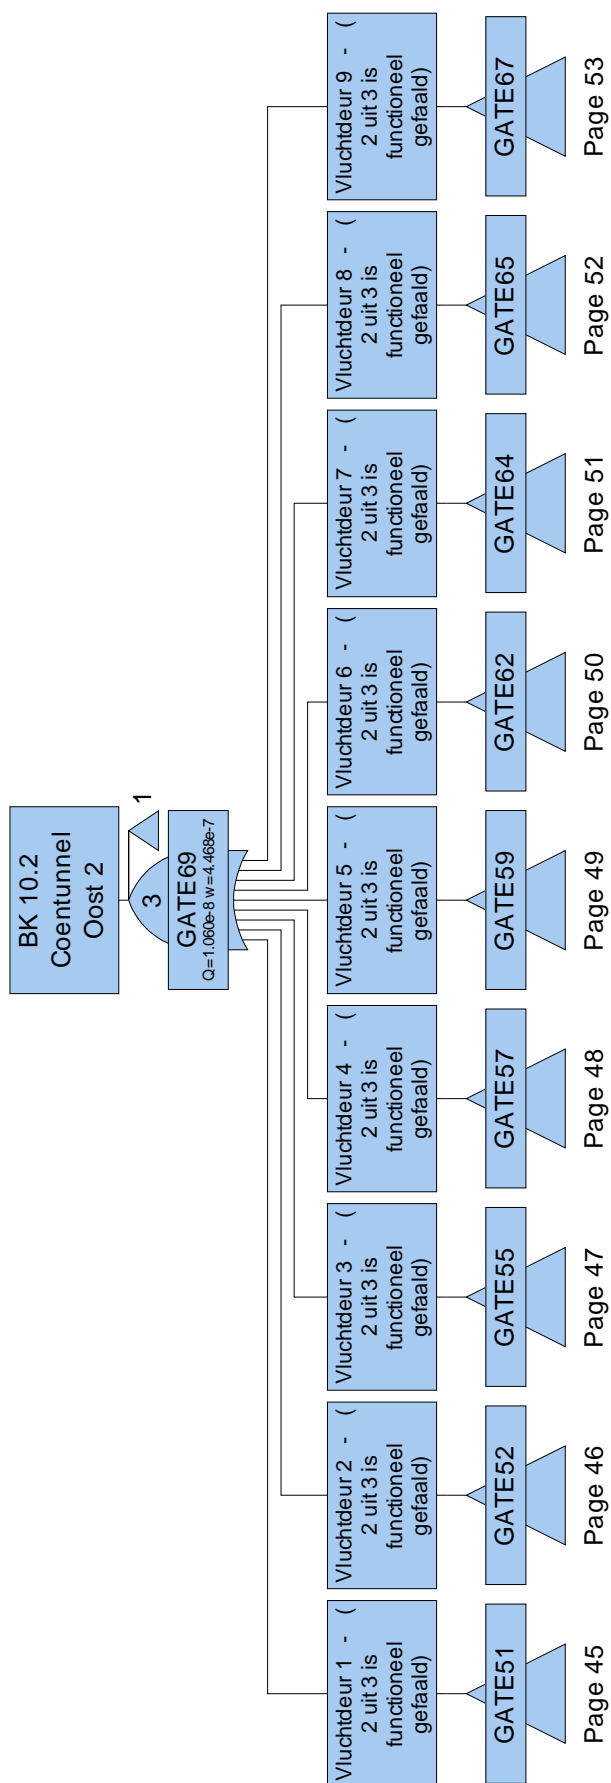 BK 10.2
Coentunnel
Oost 2
1
3
GATE69
Q=1.060e-8 w=4.468e-7
Vluchtdeur 1 - (
2 uit 3 is
functioneel
gefaald)
GATE51
Page 45
Vluchtdeur 2 - (
2 uit 3 is
functioneel
gefaald)
GATE52
Page 46
Vluchtdeur 3 - (
2 uit 3 is
functioneel
gefaald)
GATE55
Page 47
Vluchtdeur 4 - (
2 uit 3 is
functioneel
gefaald)
GATE57
Page 48
Vluchtdeur 5 - (
2 uit 3 is
functioneel
gefaald)
GATE59
Page 49
Vluchtdeur 6 - (
2 uit 3 is
functioneel
gefaald)
GATE62
Page 50
Vluchtdeur 7 - (
2 uit 3 is
functioneel
gefaald)
GATE64
Page 51
Vluchtdeur 8 - (
2 uit 3 is
functioneel
gefaald)
GATE65
Page 52
Vluchtdeur 9 - (
2 uit 3 is
functioneel
gefaald)
GATE67
Page 53